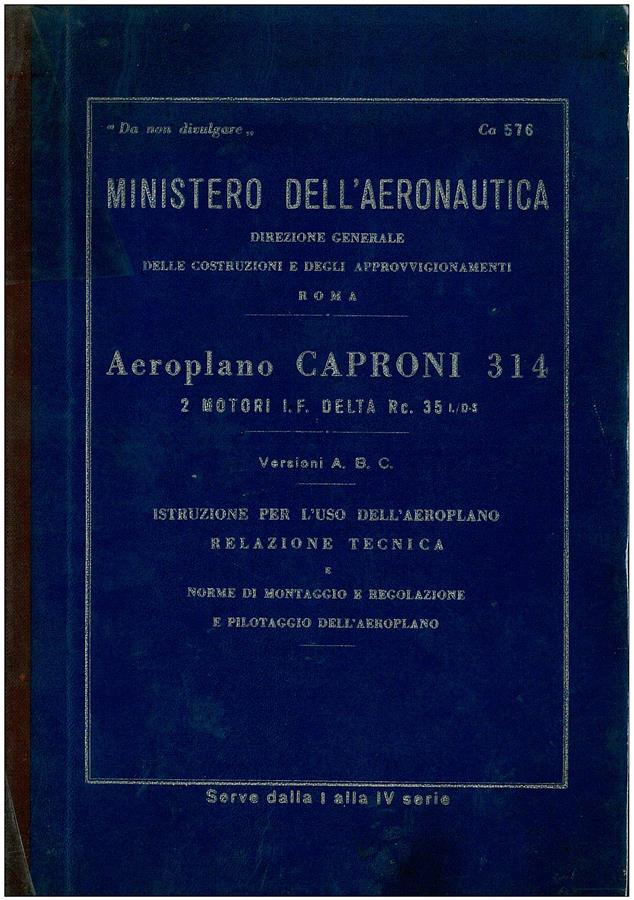 “ Da non divulgare „
Ca 576
MINISTERO DELL'AERONAUTICA
DIREZIONE GENERALE
DELLE COSTRUZIONI E DEGLI APPROVVIGIONAMENTI
ROMA
Aeroplano CAPRONI 314
2 MOTORI I.F. DELTA Rc. 35 I./D-S
Versioni A. B. C.
ISTRUZIONE PER L'USO DELL'AEROPLANO
RELAZIONE TECNICA
E
NORME DI MONTAGGIO E REGOLAZIONE
E PILOTAGGIO DELL'AEROPLANO
Serve dalla I alla IV serie